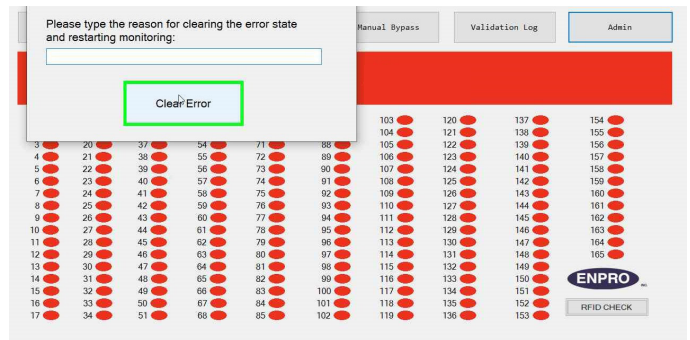 Please type the reason for clearing the error state
and restarting monitoring:
Clear Error
Manual Bypass
Validation Log
Admin
103 120 137 154
104 121 138 155
3 20 37 54 71 88 105 122 139 156
4 21 38 55 72 89 106 123 140 157
5 22 39 56 73 90 107 124 141 158
6 23 40 57 74 91 108 125 142 159
7 24 41 58 75 92 109 126 143 160
8 25 42 59 76 93 110 127 144 161
9 26 43 60 77 94 111 128 145 162
10 27 44 61 78 95 112 129 146 163
11 28 45 62 79 96 113 130 147 164
12 29 46 63 80 97 114 131 148 165
13 30 47 64 81 98 115 132 149
14 31 48 65 82 99 116 133 150
15 32 49 66 83 100 117 134 151
16 33 50 67 84 101 118 135 152
17 34 51 68 85 102 119 136 153
ENPRO
RFID CHECK